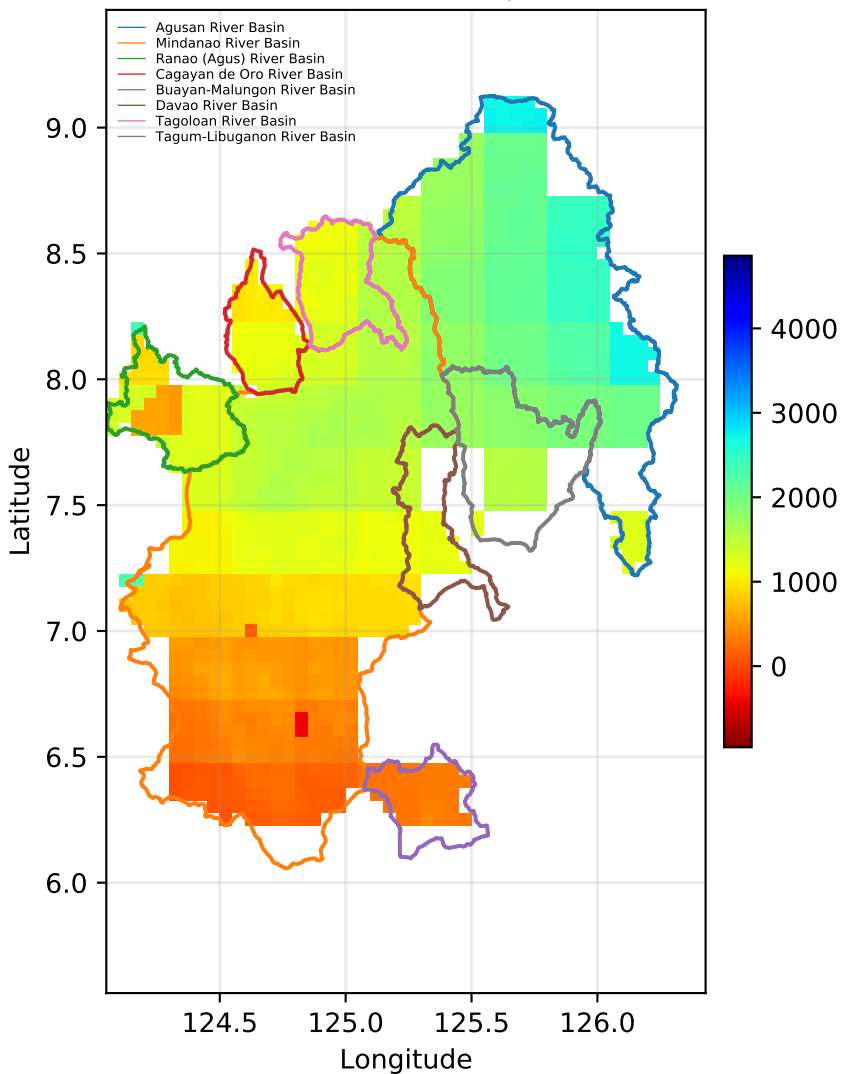 Agusan River Basin
Mindanao River Basin
Ranao (Agus) River Basin
Cagayan de Oro River Basin
Buayan-Malungon River Basin
Davao River Basin
Tagoloan River Basin
Tagum-Libuganon River Basin
9.0
8.5
8.0
7.5
7.0
6.5
6.0
Latitude
124.5 125.0 125.5 126.0
Longitude
4000
3000
2000
1000
0